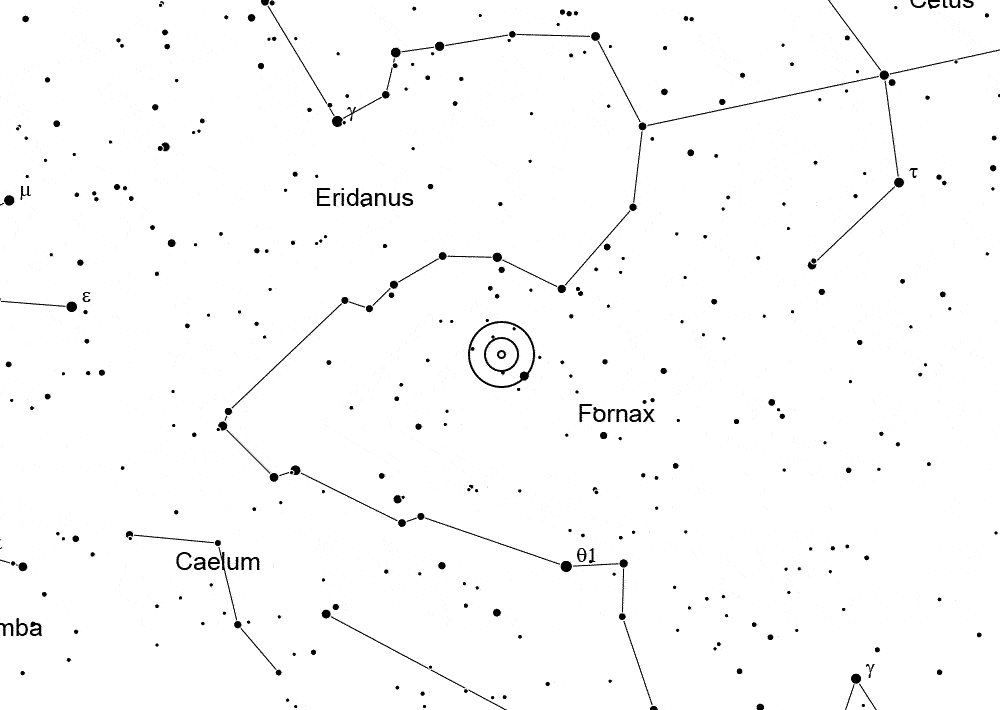 Cetus
γ
τ
μ
Eridanus
ε
Fornax
θ1
Caelum
mba
γ